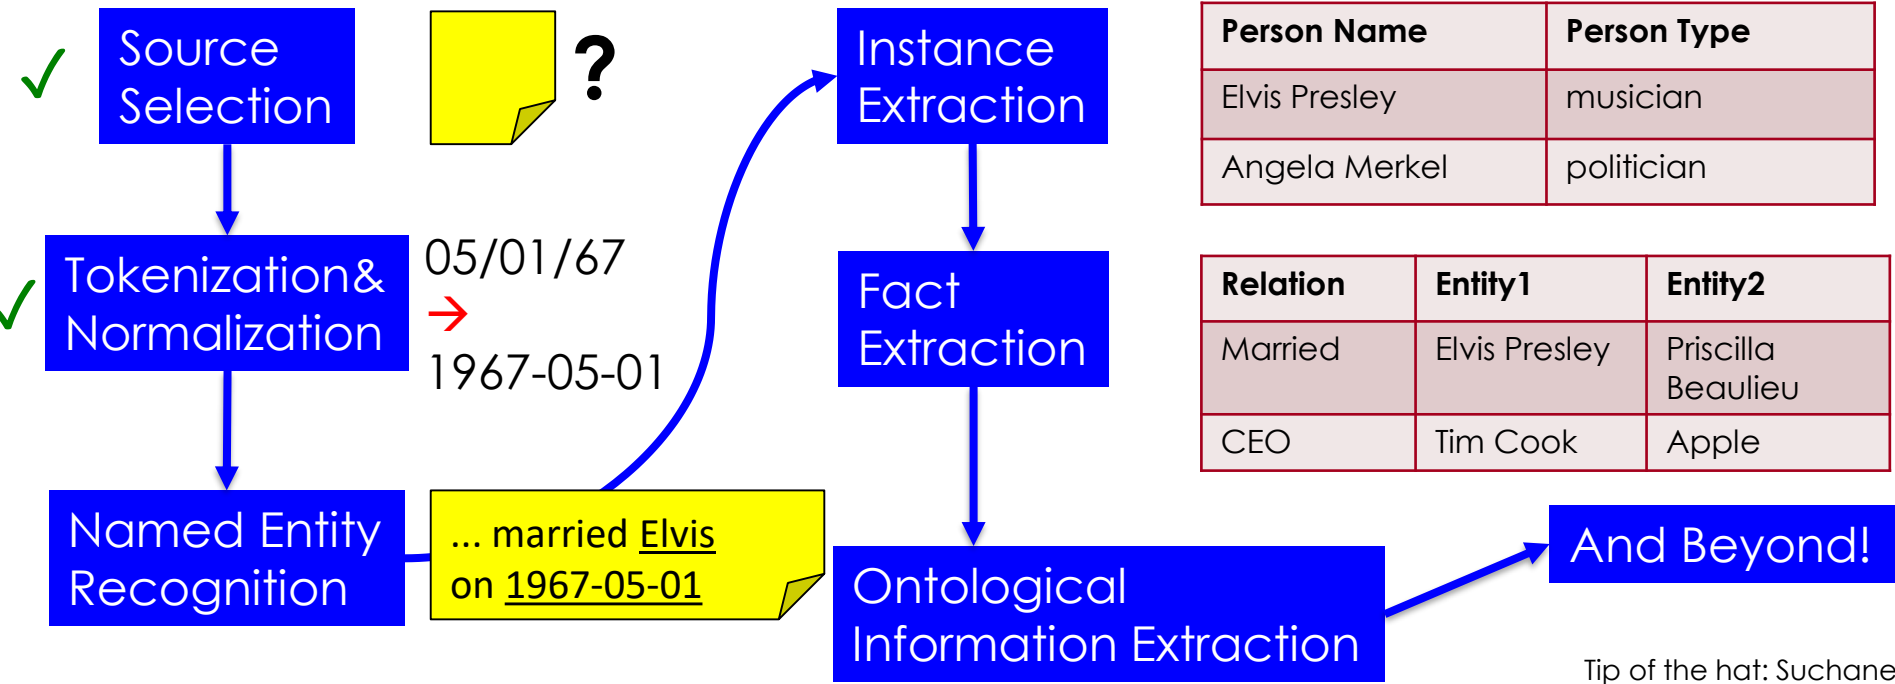 Source
Selection
?
Tokenization&
Normalization
05/01/67
→
1967-05-01
Named Entity
Recognition
... married Elvis
on 1967-05-01
Instance
Extraction
Fact
Extraction
Ontological
Information Extraction
And Beyond!
Person Name Person Type
Elvis Presley musician
Angela Merkel politician
Relation Entity1 Entity2
Married Elvis Presley Priscilla
Beaulieu
CEO Tim Cook Apple
Tip of the hat: Suchane